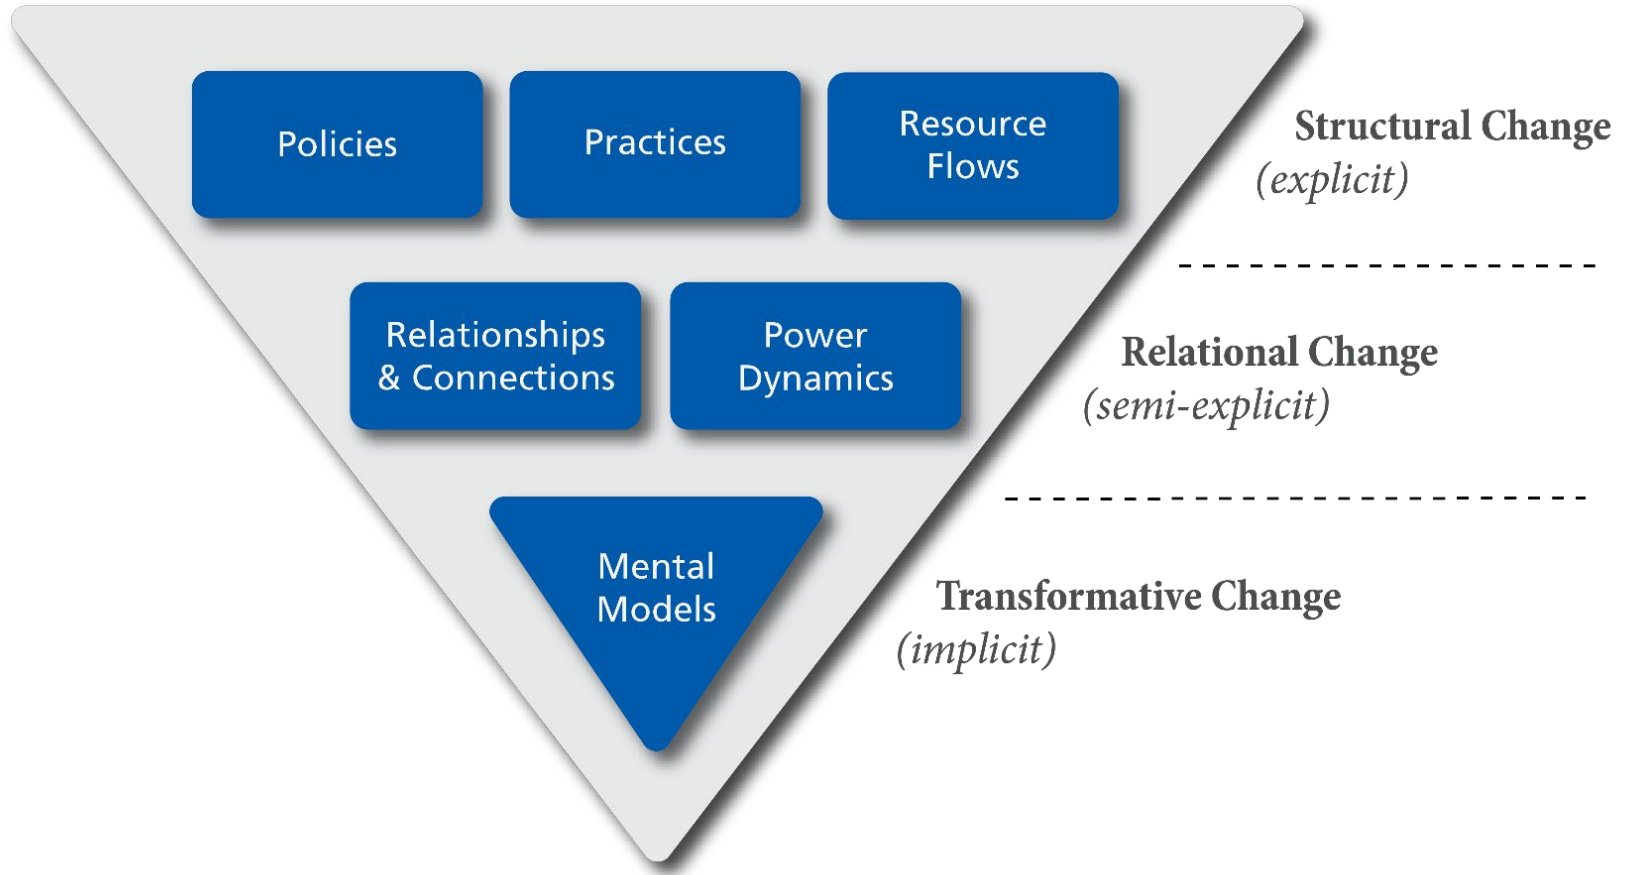 Policies
Practices
Resource
Flows
Structural Change
(explicit)
Relationships
& Connections
Power
Dynamics
Relational Change
(semi-explicit)
Mental
Models
Transformative Change
(implicit)